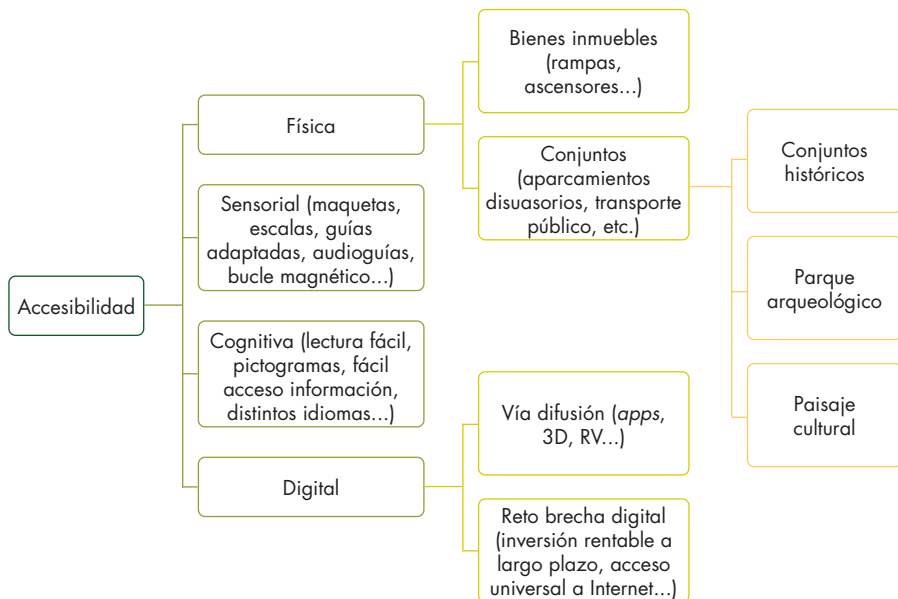 Accesibilidad
Física
Sensorial (maquetas,
escalas, guías
adaptadas, audioguías,
bucle magnético...)
Cognitiva (lectura fácil,
pictogramas, fácil
acceso información,
distintos idiomas...)
Digital
Bienes inmuebles
(rampas,
ascensores...)
Conjuntos
(aparcamientos
disuasorios, transporte
público, etc.)
Vía difusión (apps,
3D, RV...)
Reto brecha digital
(inversión rentable a
largo plazo, acceso
universal a Internet...)
Conjuntos
históricos
Parque
arqueológico
Paisaje
cultural